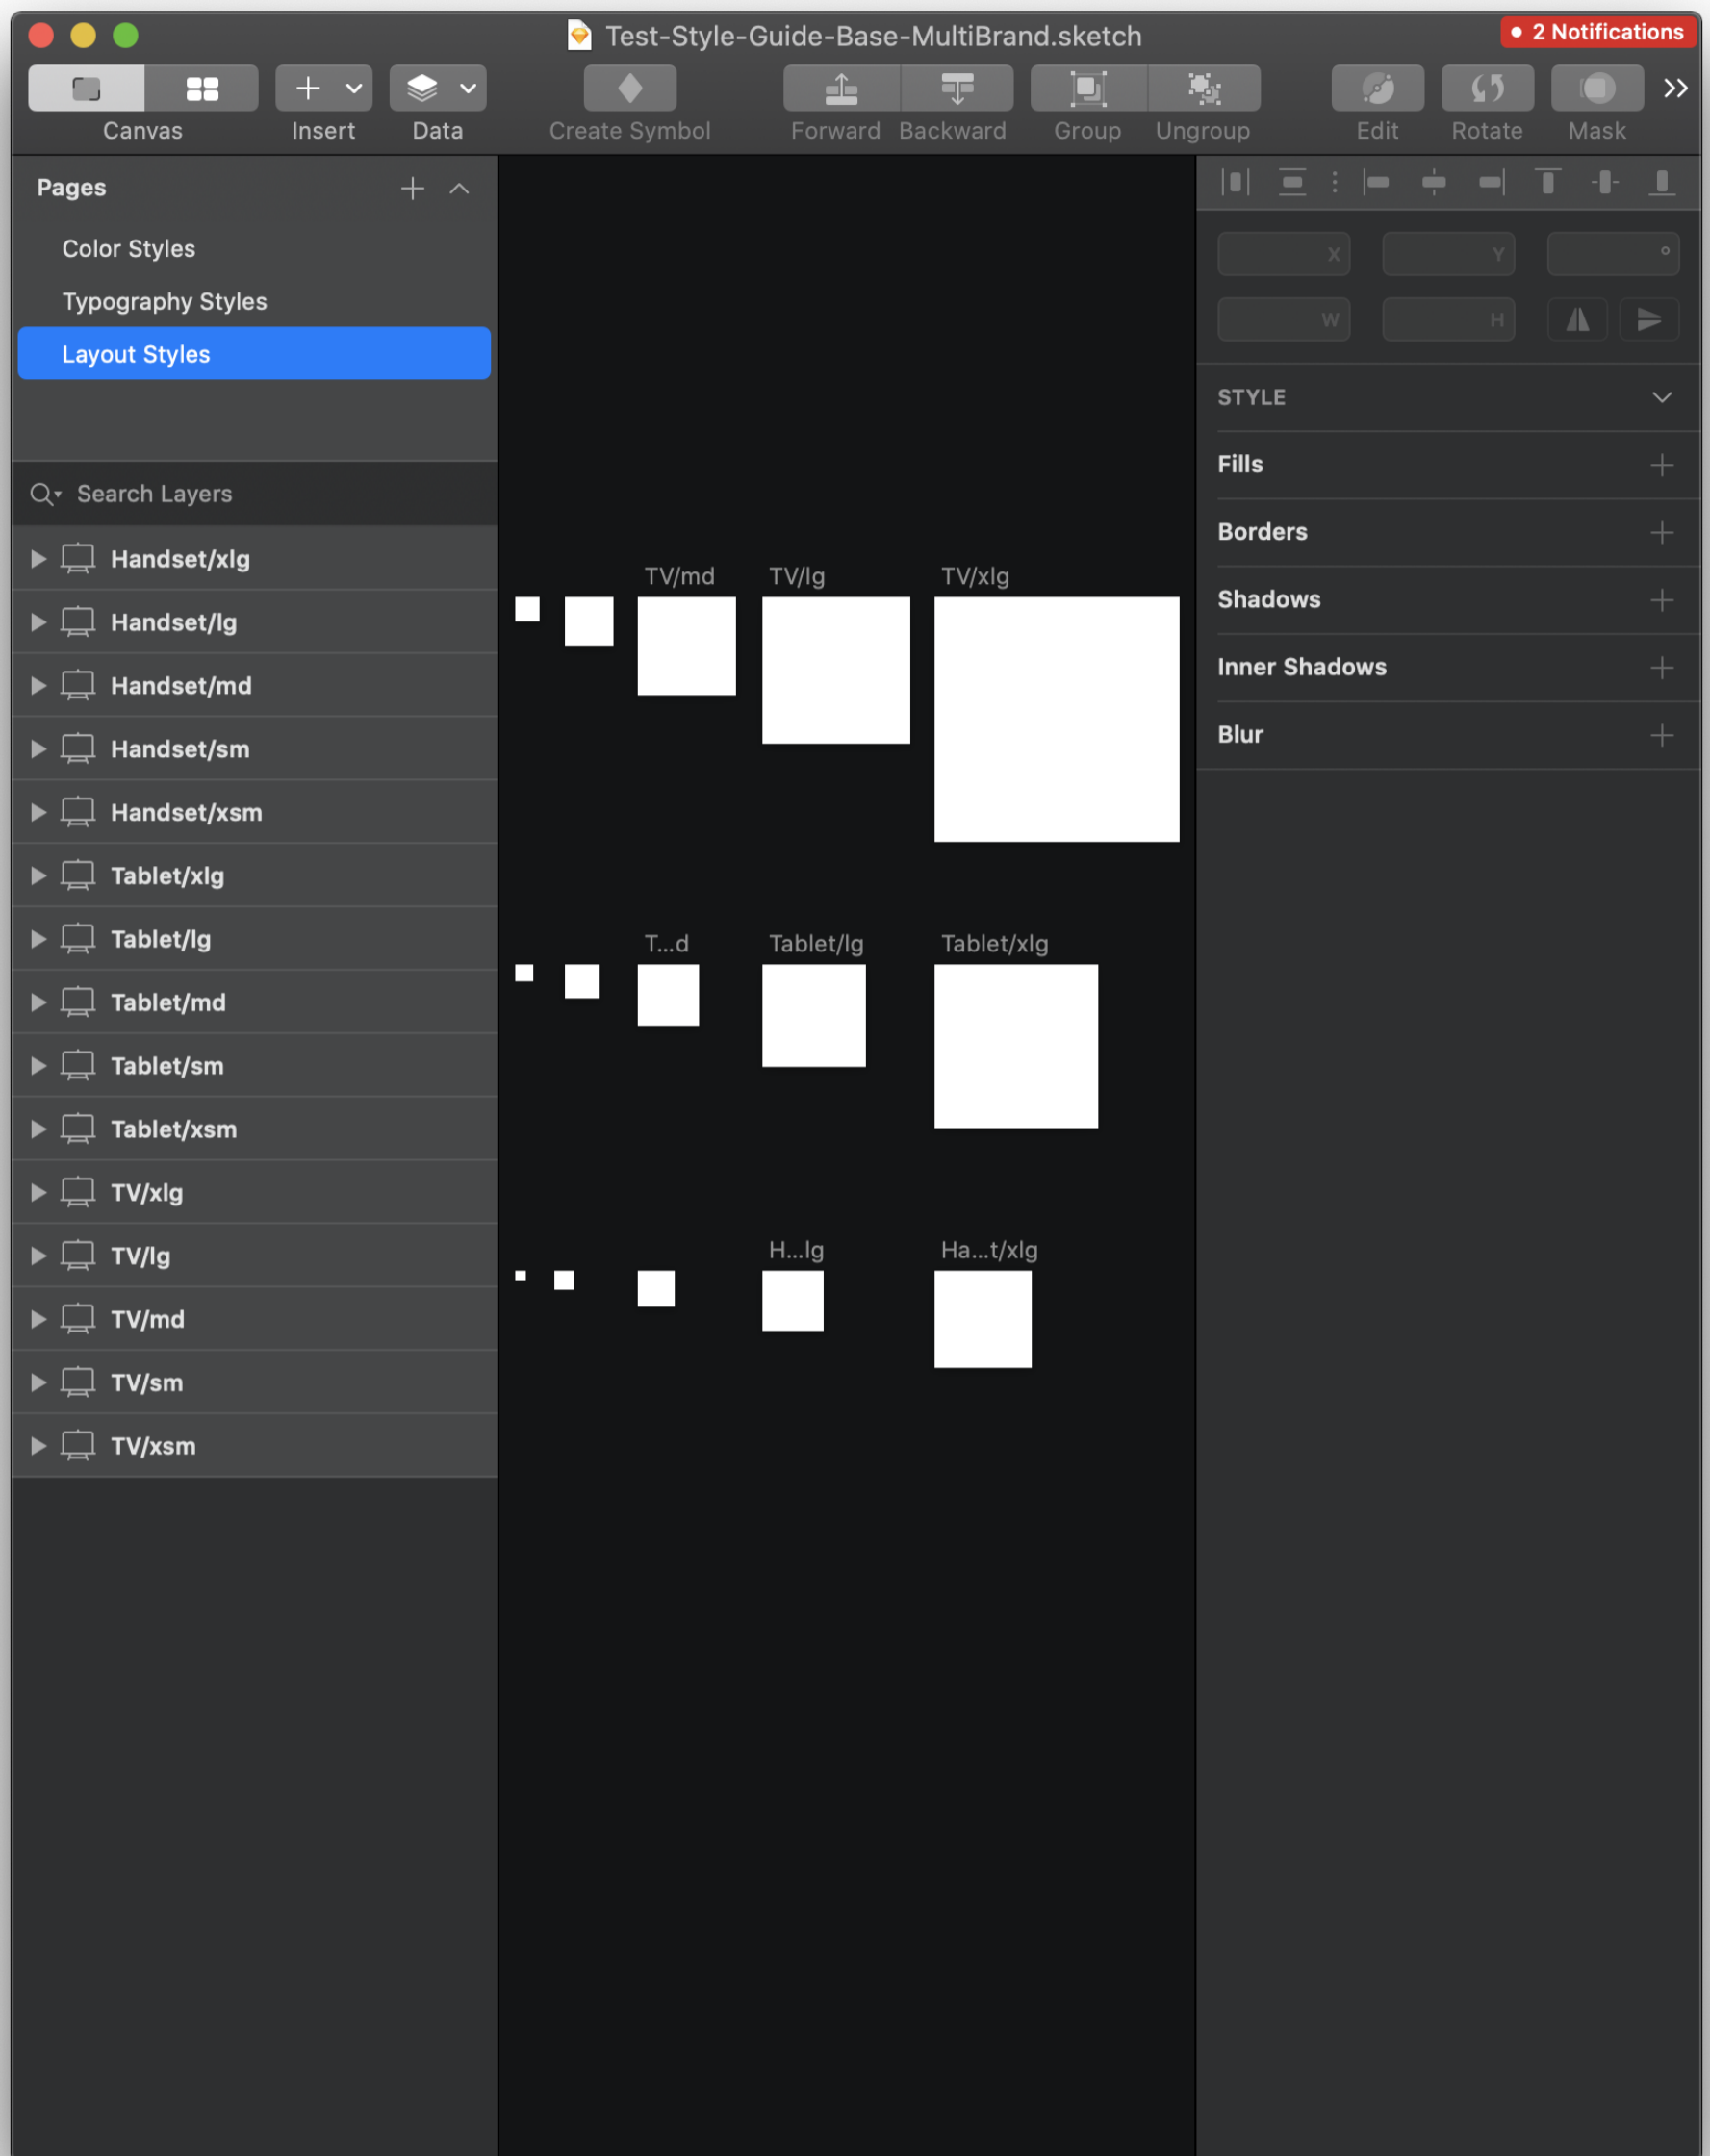 Test-Style-Guide-Base-MultiBrand.sketch
2 Notifications
Canvas
Insert
Data
Create Symbol
Forward
Backward
Group
Ungroup
Edit
Rotate
Mask
Pages
Color Styles
Typography Styles
Layout Styles
Search Layers
Handset/xlg
Handset/lg
Handset/md
Handset/sm
Handset/xsm
Tablet/xlg
Tablet/lg
Tablet/md
Tablet/sm
Tablet/xsm
TV/xlg
TV/lg
TV/md
TV/sm
TV/xsm
TV/md
TV/lg
TV/xlg
T...d
Tablet/lg
Tablet/xlg
H...lg
Ha...t/xlg
X
Y
°
W
H
STYLE
Fills
Borders
Shadows
Inner Shadows
Blur